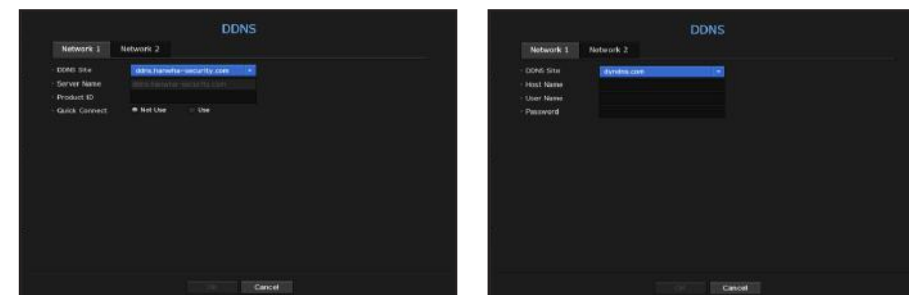 DDNS
Network 1 Network 2
DDNS Site ddns.hanwha-security.com
Server Name ddns.hanwha-security.com
Product ID
Quick Connect Not Use Use
OK Cancel
DDNS
Network 1 Network 2
DDNS Site dyndns.com
Host Name
User Name
Password
OK Cancel